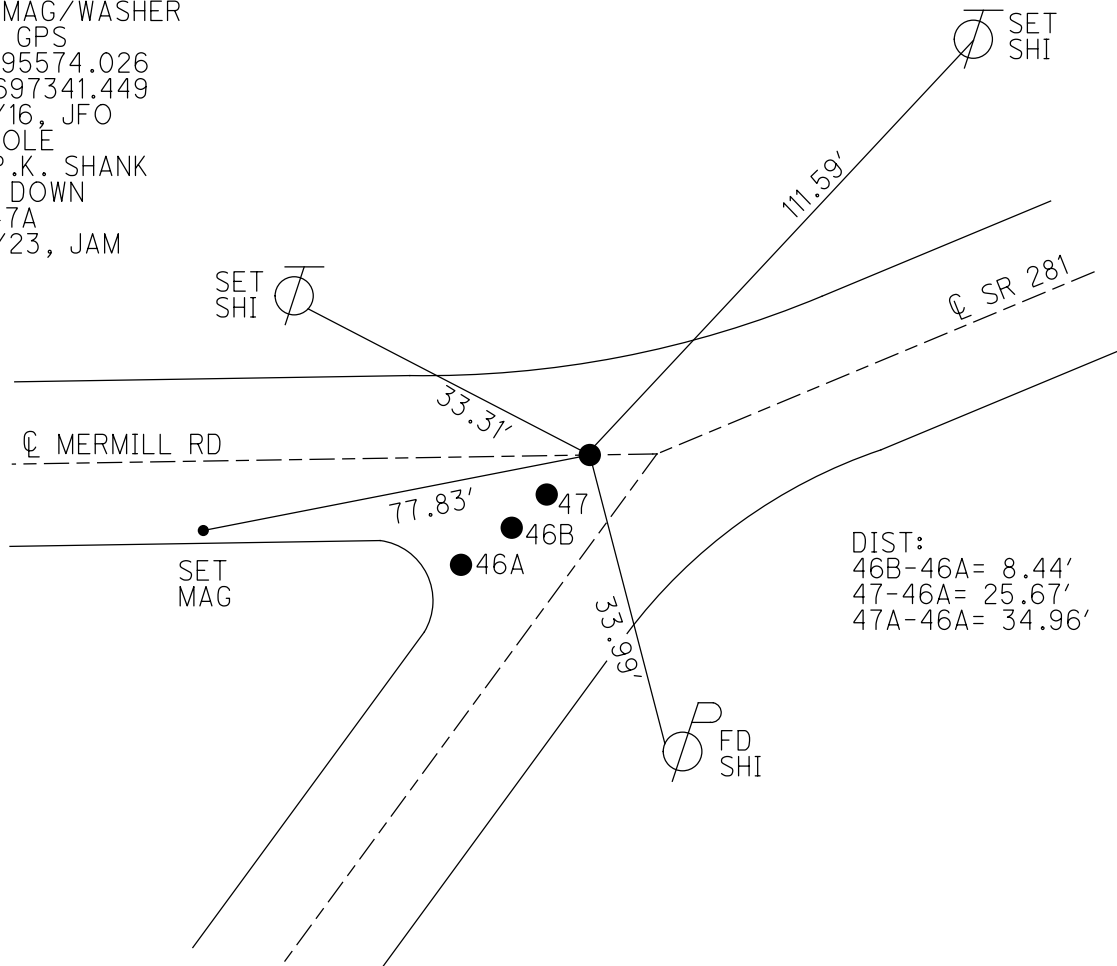 MAG/WASHER
GPS
95574.026
697341.449
/16, JFO
OLE
P.K. SHANK
DOWN
47A
/23, JAM
SET
SHI
111.59'
SET
SHI
℄ SR 281
33.31'
℄ MERMILL RD
77.83'
47
46B
46A
SET
MAG
DIST:
46B-46A= 8.44'
47-46A= 25.67'
47A-46A= 34.96'
33.99'
FD
SHI